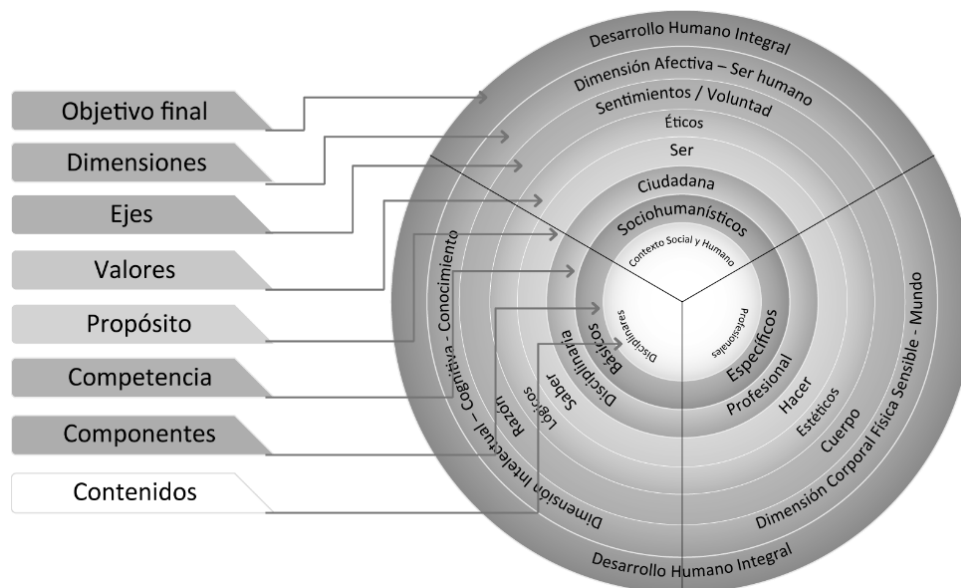 Objetivo final
Dimensiones
Ejes
Valores
Propósito
Competencia
Componentes
Contenidos
Desarrollo Humano Integral
Dimensión Afectiva – Ser humano
Sentimientos / Voluntad
Éticos
Ser
Ciudadana
Sociohumanísticos
Contexto Social y Humano
Dimensión Intelectual – Cognitiva - Conocimiento
Razón
Lógicos
Saber
Disciplinaria
Básicos
Disciplinares
Profesionales
Específicos
Profesional
Hacer
Estéticos
Cuerpo
Dimensión Corporal Física Sensible - Mundo
Desarrollo Humano Integral